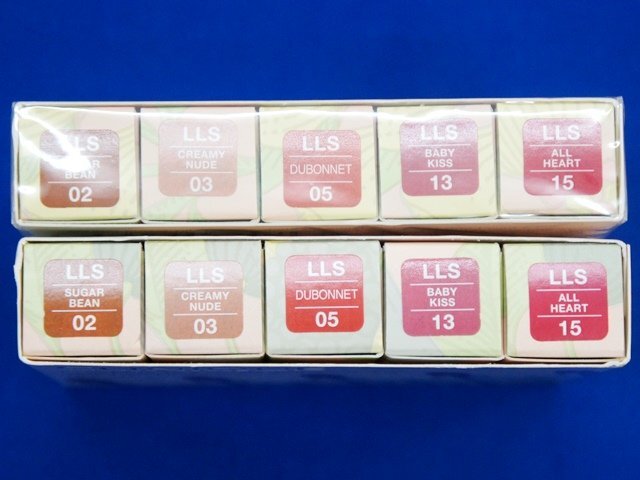 LLS
BEAN
02
LLS
CREAMY
NUDE
03
LLS
DUBONNET
05
LLS
BABY
KISS
13
LLS
ALL
HEART
15
LLS
SUGAR
BEAN
02
LLS
CREAMY
NUDE
03
LLS
DUBONNET
05
LLS
BABY
KISS
13
LLS
ALL
HEART
15